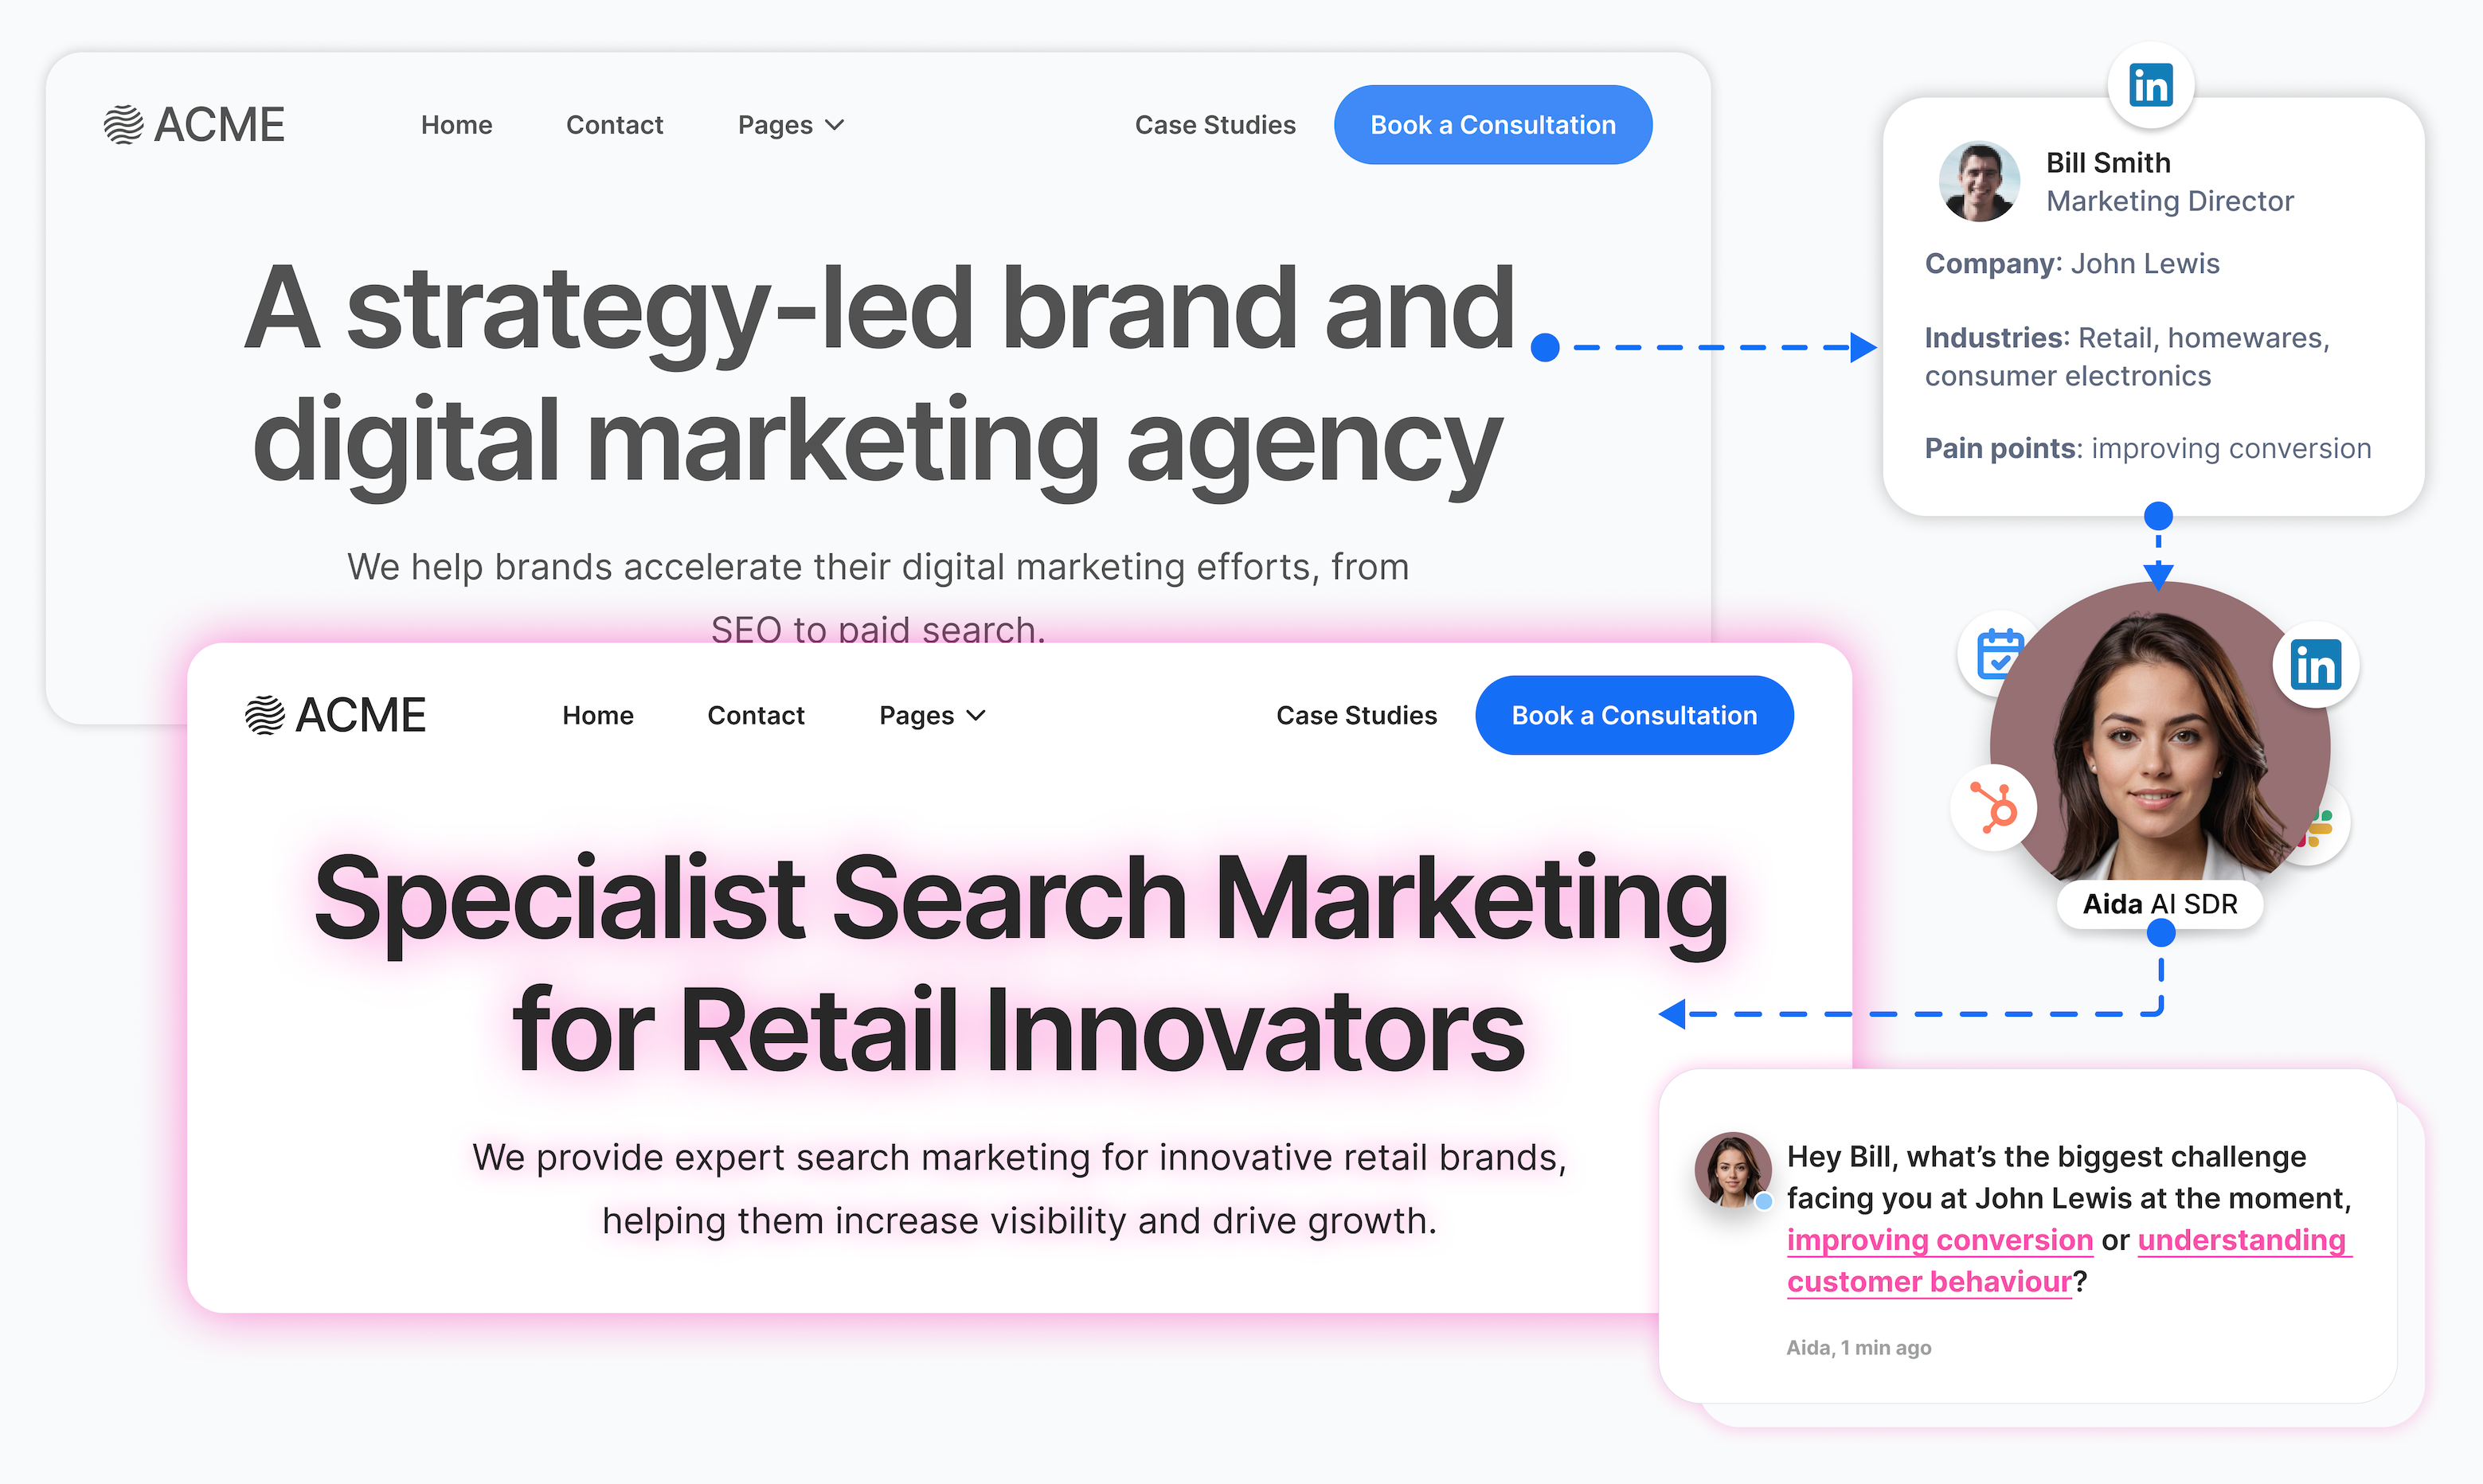 ACME
Home
Contact
Pages
Case Studies
Book a Consultation
A strategy-led brand and
digital marketing agency
We help brands accelerate their digital marketing efforts, from
SEO to paid search.
in
Bill Smith
Marketing Director
Company: John Lewis
Industries: Retail, homewares,
consumer electronics
Pain points: improving conversion
in
Aida AI SDR
ACME
Home
Contact
Pages
Case Studies
Book a Consultation
Specialist Search Marketing
for Retail Innovators
We provide expert search marketing for innovative retail brands,
helping them increase visibility and drive growth.
Hey Bill, what’s the biggest challenge
facing you at John Lewis at the moment,
improving conversion or understanding
customer behaviour?
Aida, 1 min ago